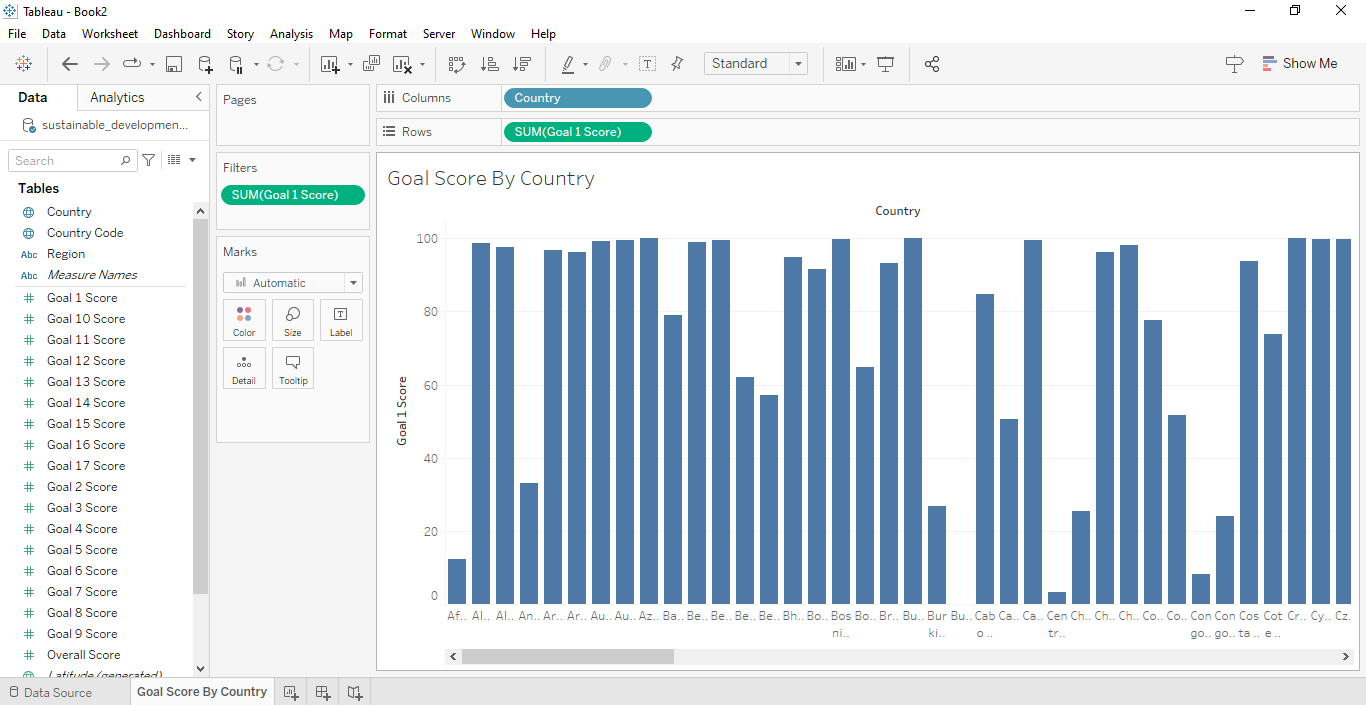 Tableau - Book2
File Data Worksheet Dashboard Story Analysis Map Format Server Window Help
Standard
Show Me
Data Analytics
sustainable_developmen...
Search
Tables
Country
Country Code
Abc Region
Abc Measure Names
Goal 1 Score
Goal 10 Score
Goal 11 Score
Goal 12 Score
Goal 13 Score
Goal 14 Score
Goal 15 Score
Goal 16 Score
Goal 17 Score
Goal 2 Score
Goal 3 Score
Goal 4 Score
Goal 5 Score
Goal 6 Score
Goal 7 Score
Goal 8 Score
Goal 9 Score
Overall Score
Latitude (generated)
Pages
Filters
SUM(Goal 1 Score)
Marks
Automatic
Color Size Label
Detail Tooltip
Columns Country
Rows SUM(Goal 1 Score)
Goal Score By Country
Country
100
80
60
40
20
0
Goal 1 Score
Af.. Al.. Al.. An.. Ar.. Ar.. Au.. Au.. Az.. Ba.. Be.. Be.. Be.. Be.. Bh.. Bo.. Bos Bo.. Br.. Bu.. Bur Bu.. Cab Ca.. Ca.. Cen Ch.. Ch.. Ch.. Co.. Co.. Con Con Cos Cot Cr.. Cy.. Cz..
ni.. ki.. o .. tr.. go.. go.. ta .. e ..
Data Source Goal Score By Country